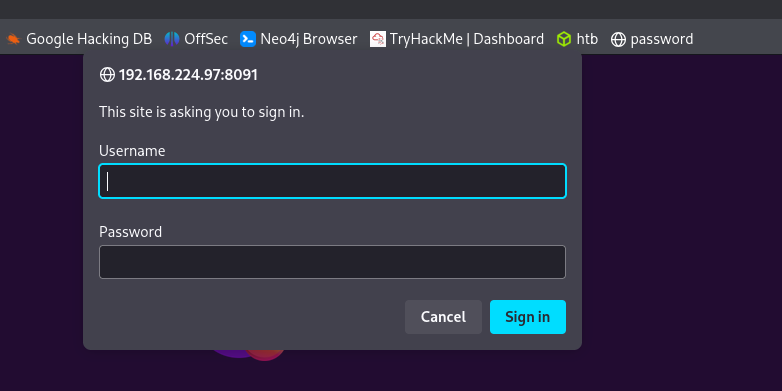 Google Hacking DB OffSec Neo4j Browser TryHackMe | Dashboard htb password
192.168.224.97:8091
This site is asking you to sign in.
Username
Password
Cancel Sign in